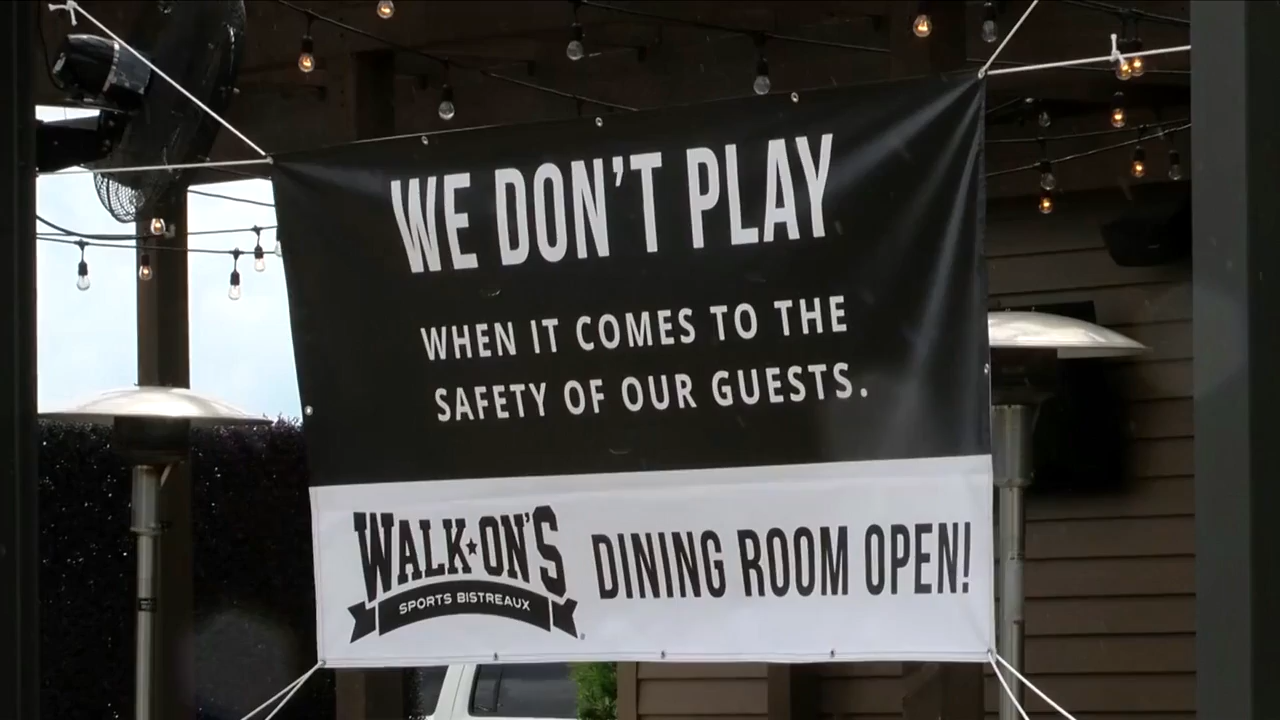 WE DON'T PLAY
WHEN IT COMES TO THE
SAFETY OF OUR GUESTS.
WALK★ON'S
SPORTS BISTREAUX
DINING ROOM OPEN!